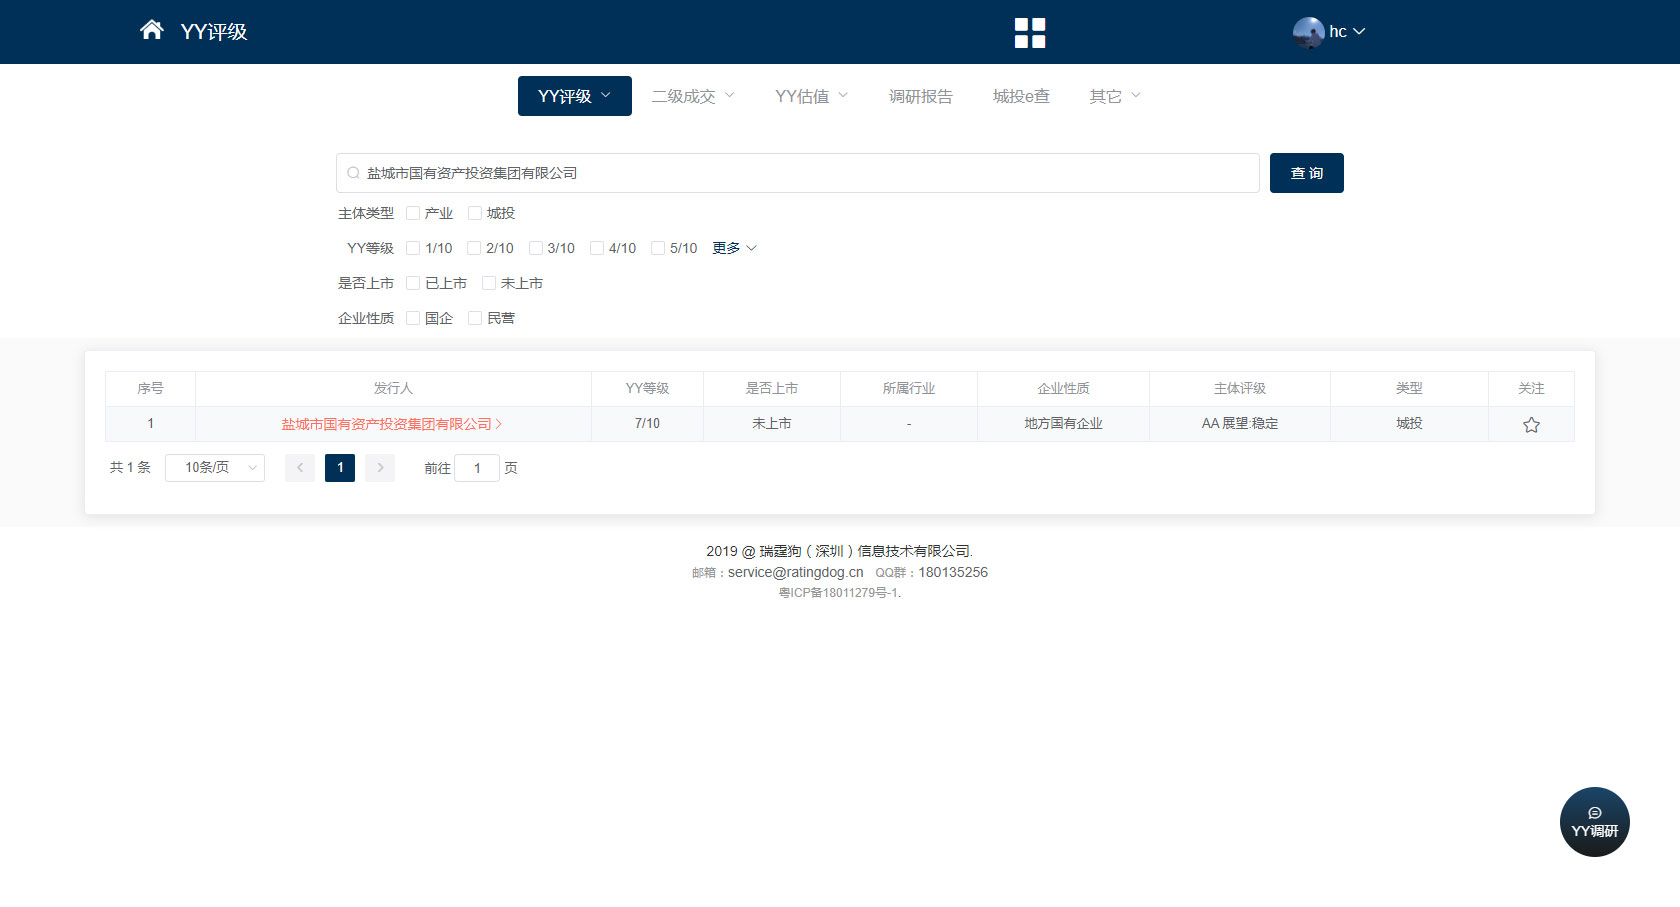 YY评级
hc
YY评级 二级成交 YY估值 调研报告 城投e查 其它
盐城市国有资产投资集团有限公司 查 询
主体类型 产业 城投
YY等级 1/10 2/10 3/10 4/10 5/10 更多
是否上市 已上市 未上市
企业性质 国企 民营
序号 发行人 YY等级 是否上市 所属行业 企业性质 主体评级 类型 关注
1 盐城市国有资产投资集团有限公司 7/10 未上市 - 地方国有企业 AA 展望:稳定 城投
共 1 条 10条/页 1 前往 1 页
2019 @ 瑞霆狗（深圳）信息技术有限公司.
邮箱：service@ratingdog.cn QQ群：180135256
粤ICP备18011279号-1.
YY调研